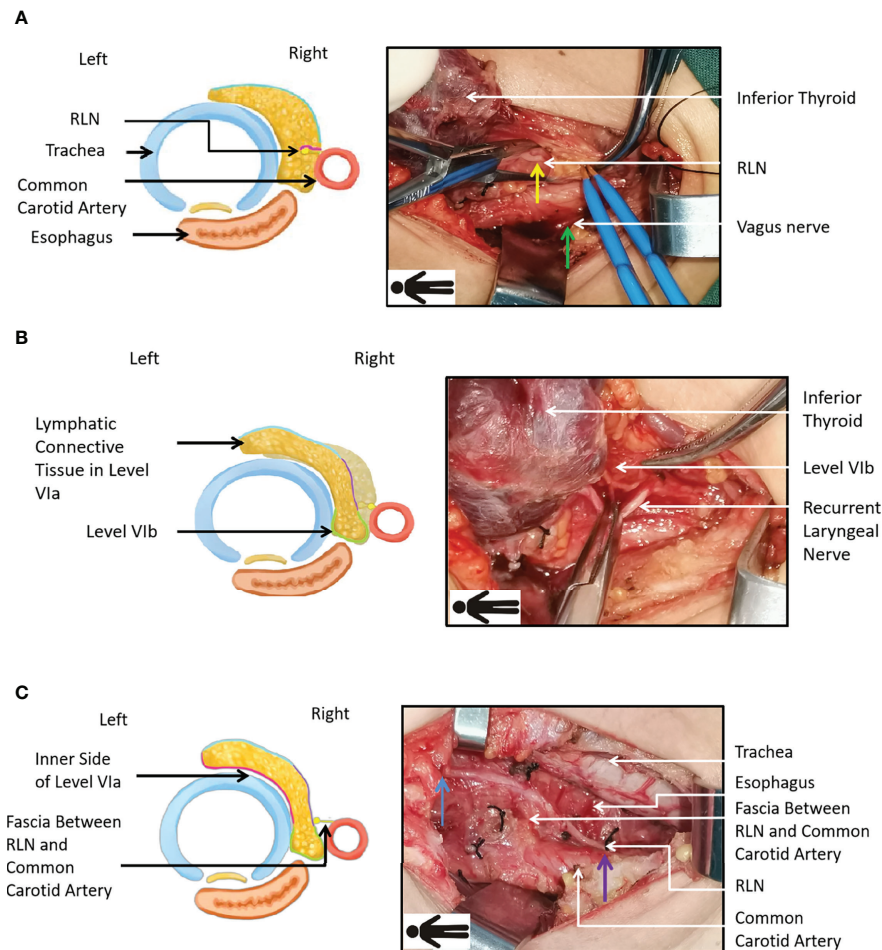 A
Left
Right
RLN
Trachea
Common
Carotid Artery
Esophagus
Inferior Thyroid
RLN
Vagus nerve
B
Left
Right
Lymphatic
Connective
Tissue in Level
VIa
Level VIb
Inferior
Thyroid
Level VIb
Recurrent
Laryngeal
Nerve
C
Left
Right
Inner Side
of Level VIa
Fascia Between
RLN and
Common
Carotid Artery
Trachea
Esophagus
Fascia Between
RLN and Common
Carotid Artery
RLN
Common
Carotid Artery